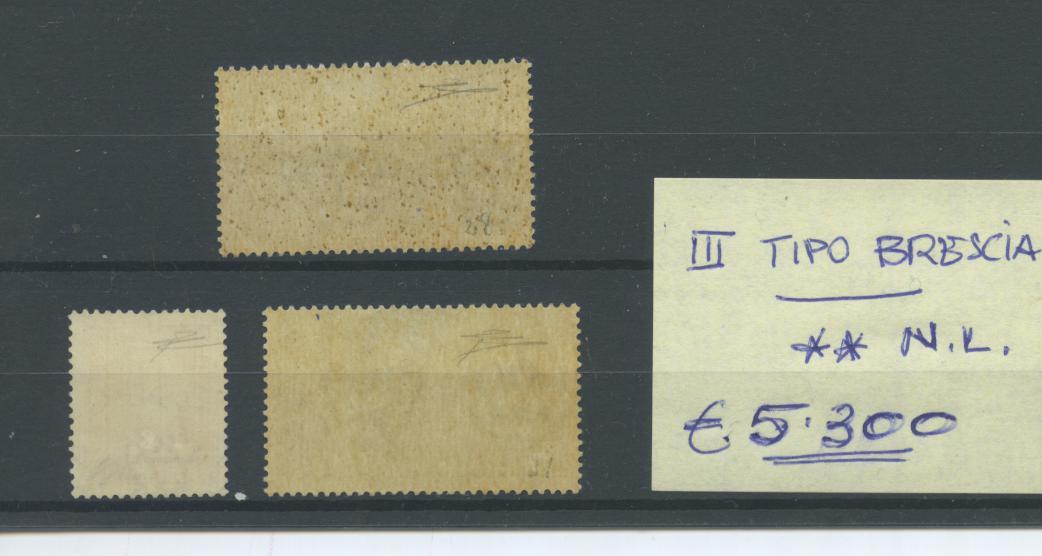 III TIPO BRESCIA
** N.L.
€ 5.300